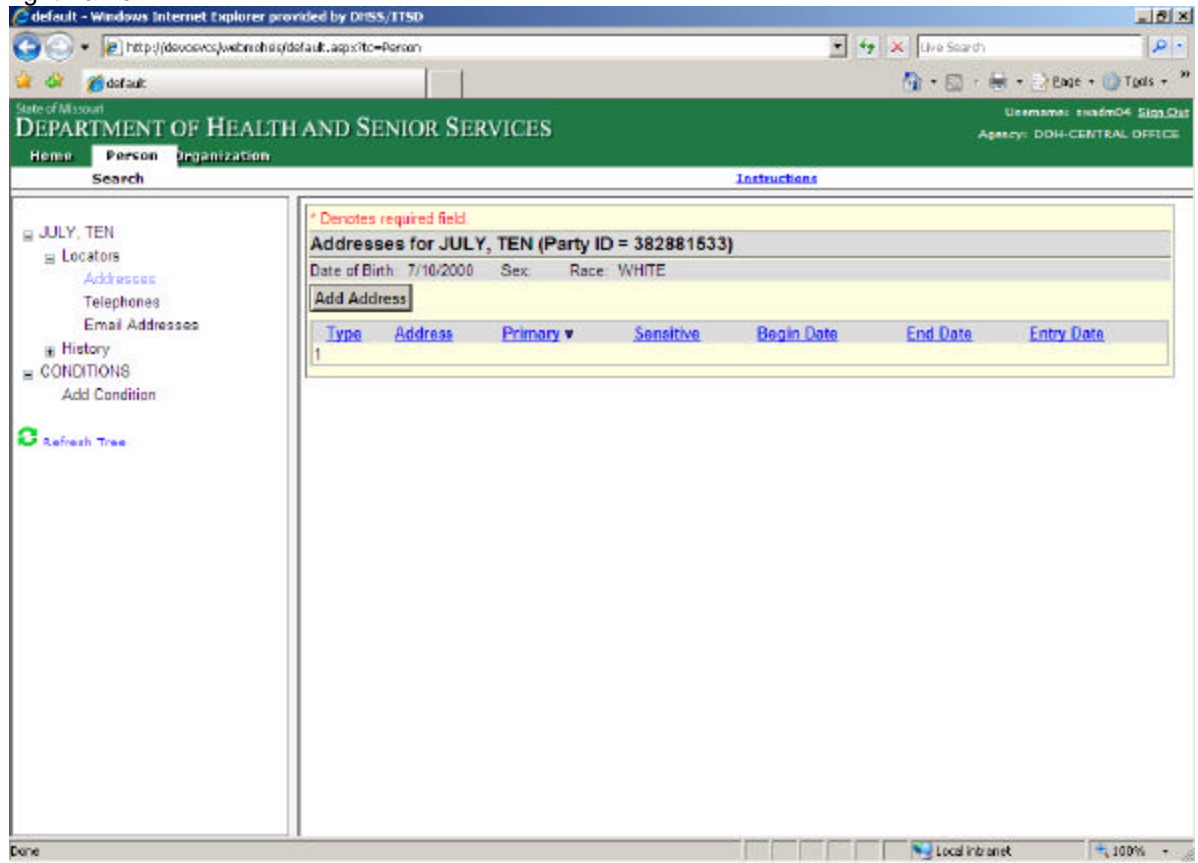 default - Windows Internet Explorer provided by DHSS/ITSD
default.aspx?tc=Person
Live Search
default
Page
Tools
State of Missouri
DEPARTMENT OF HEALTH AND SENIOR SERVICES
Username: swadm04 Sign Out
Agency: DOH-CENTRAL OFFICE
Home Person Organization
Search
Instructions
JULY, TEN
Locators
Addresses
Telephones
Email Addresses
History
CONDITIONS
Add Condition
Refresh Tree
* Denotes required field.
Addresses for JULY, TEN (Party ID = 382881533)
Date of Birth: 7/10/2000 Sex: Race: WHITE
Add Address
Type Address Primary ▼ Sensitive Begin Date End Date Entry Date
1
Done
Local intranet
100%